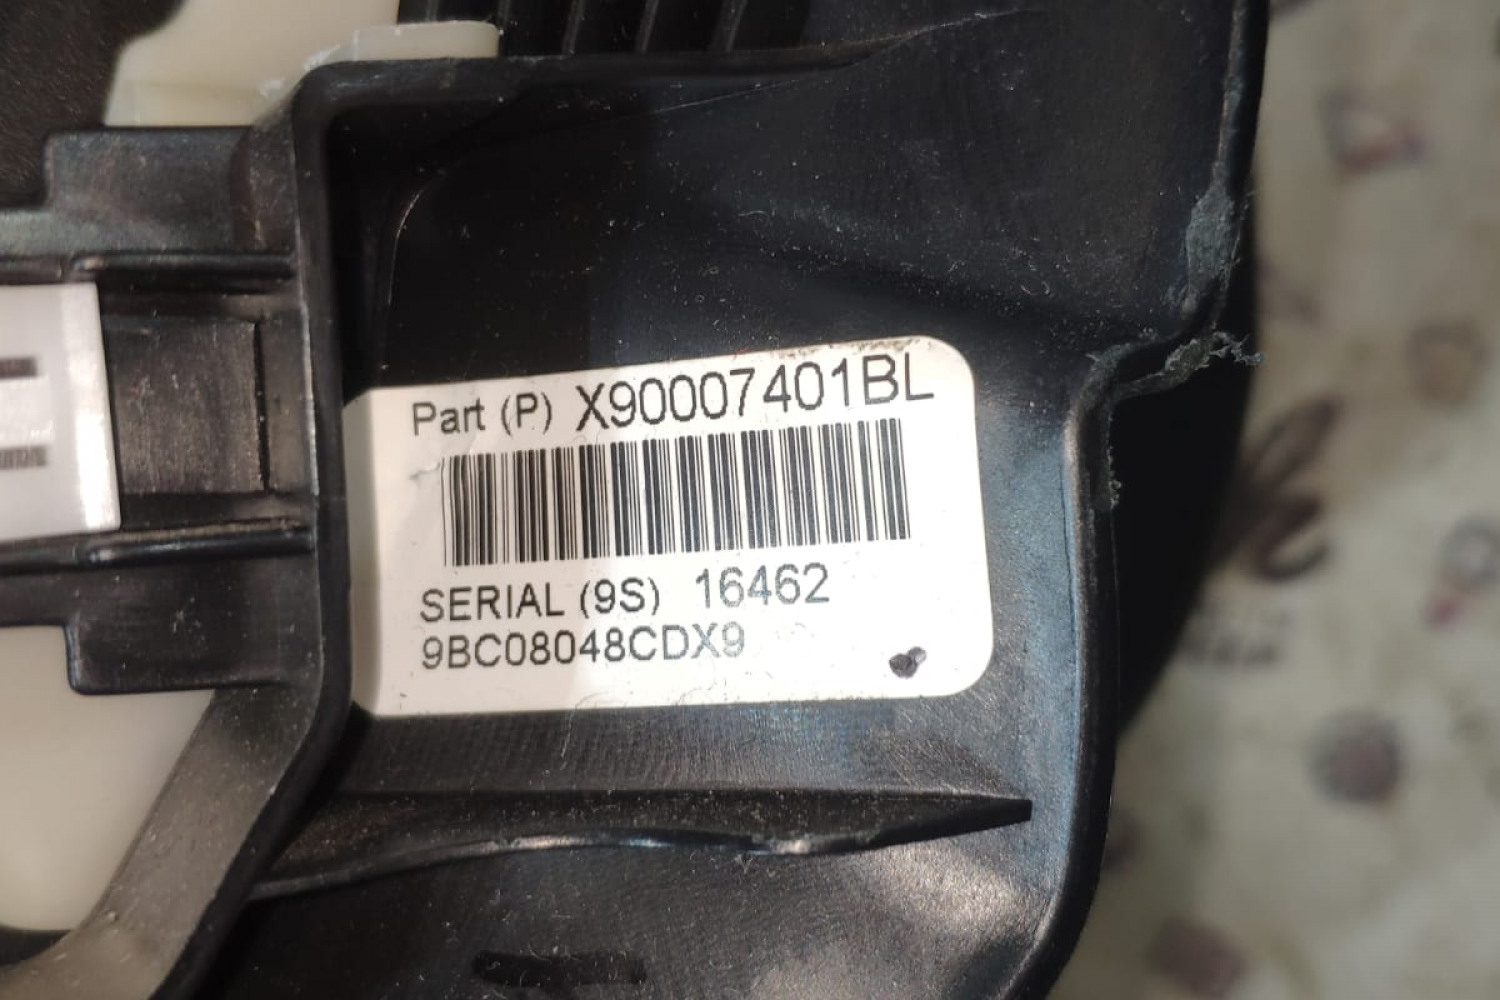 Part (P) X90007401BL
SERIAL (9S) 16462
9BC08048CDX9